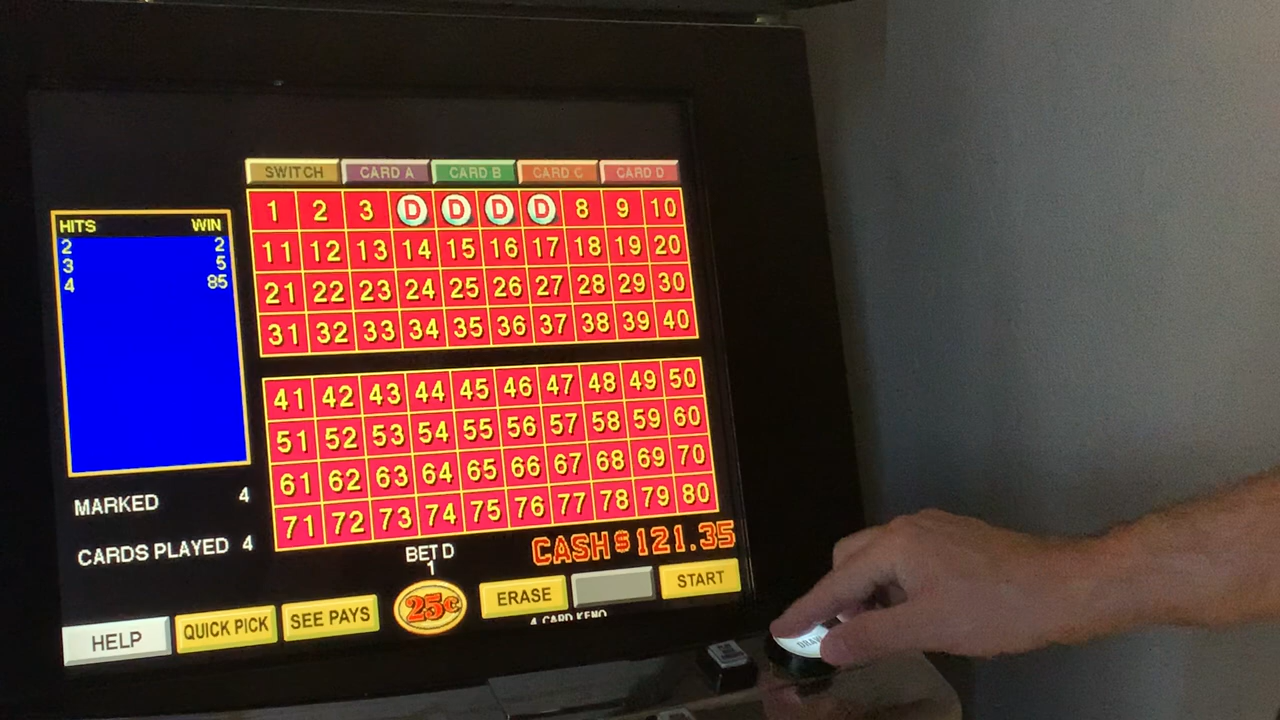 SWITCH CARD A CARD B CARD C CARD D
HITS WIN
2 2
3 5
4 85
1 2 3 D D D D 8 9 10
11 12 13 14 15 16 17 18 19 20
21 22 23 24 25 26 27 28 29 30
31 32 33 34 35 36 37 38 39 40
41 42 43 44 45 46 47 48 49 50
51 52 53 54 55 56 57 58 59 60
61 62 63 64 65 66 67 68 69 70
71 72 73 74 75 76 77 78 79 80
MARKED 4
CARDS PLAYED 4
BET D
1
CASH $121.35
HELP QUICK PICK SEE PAYS 25¢ ERASE START
4 CARD KENO